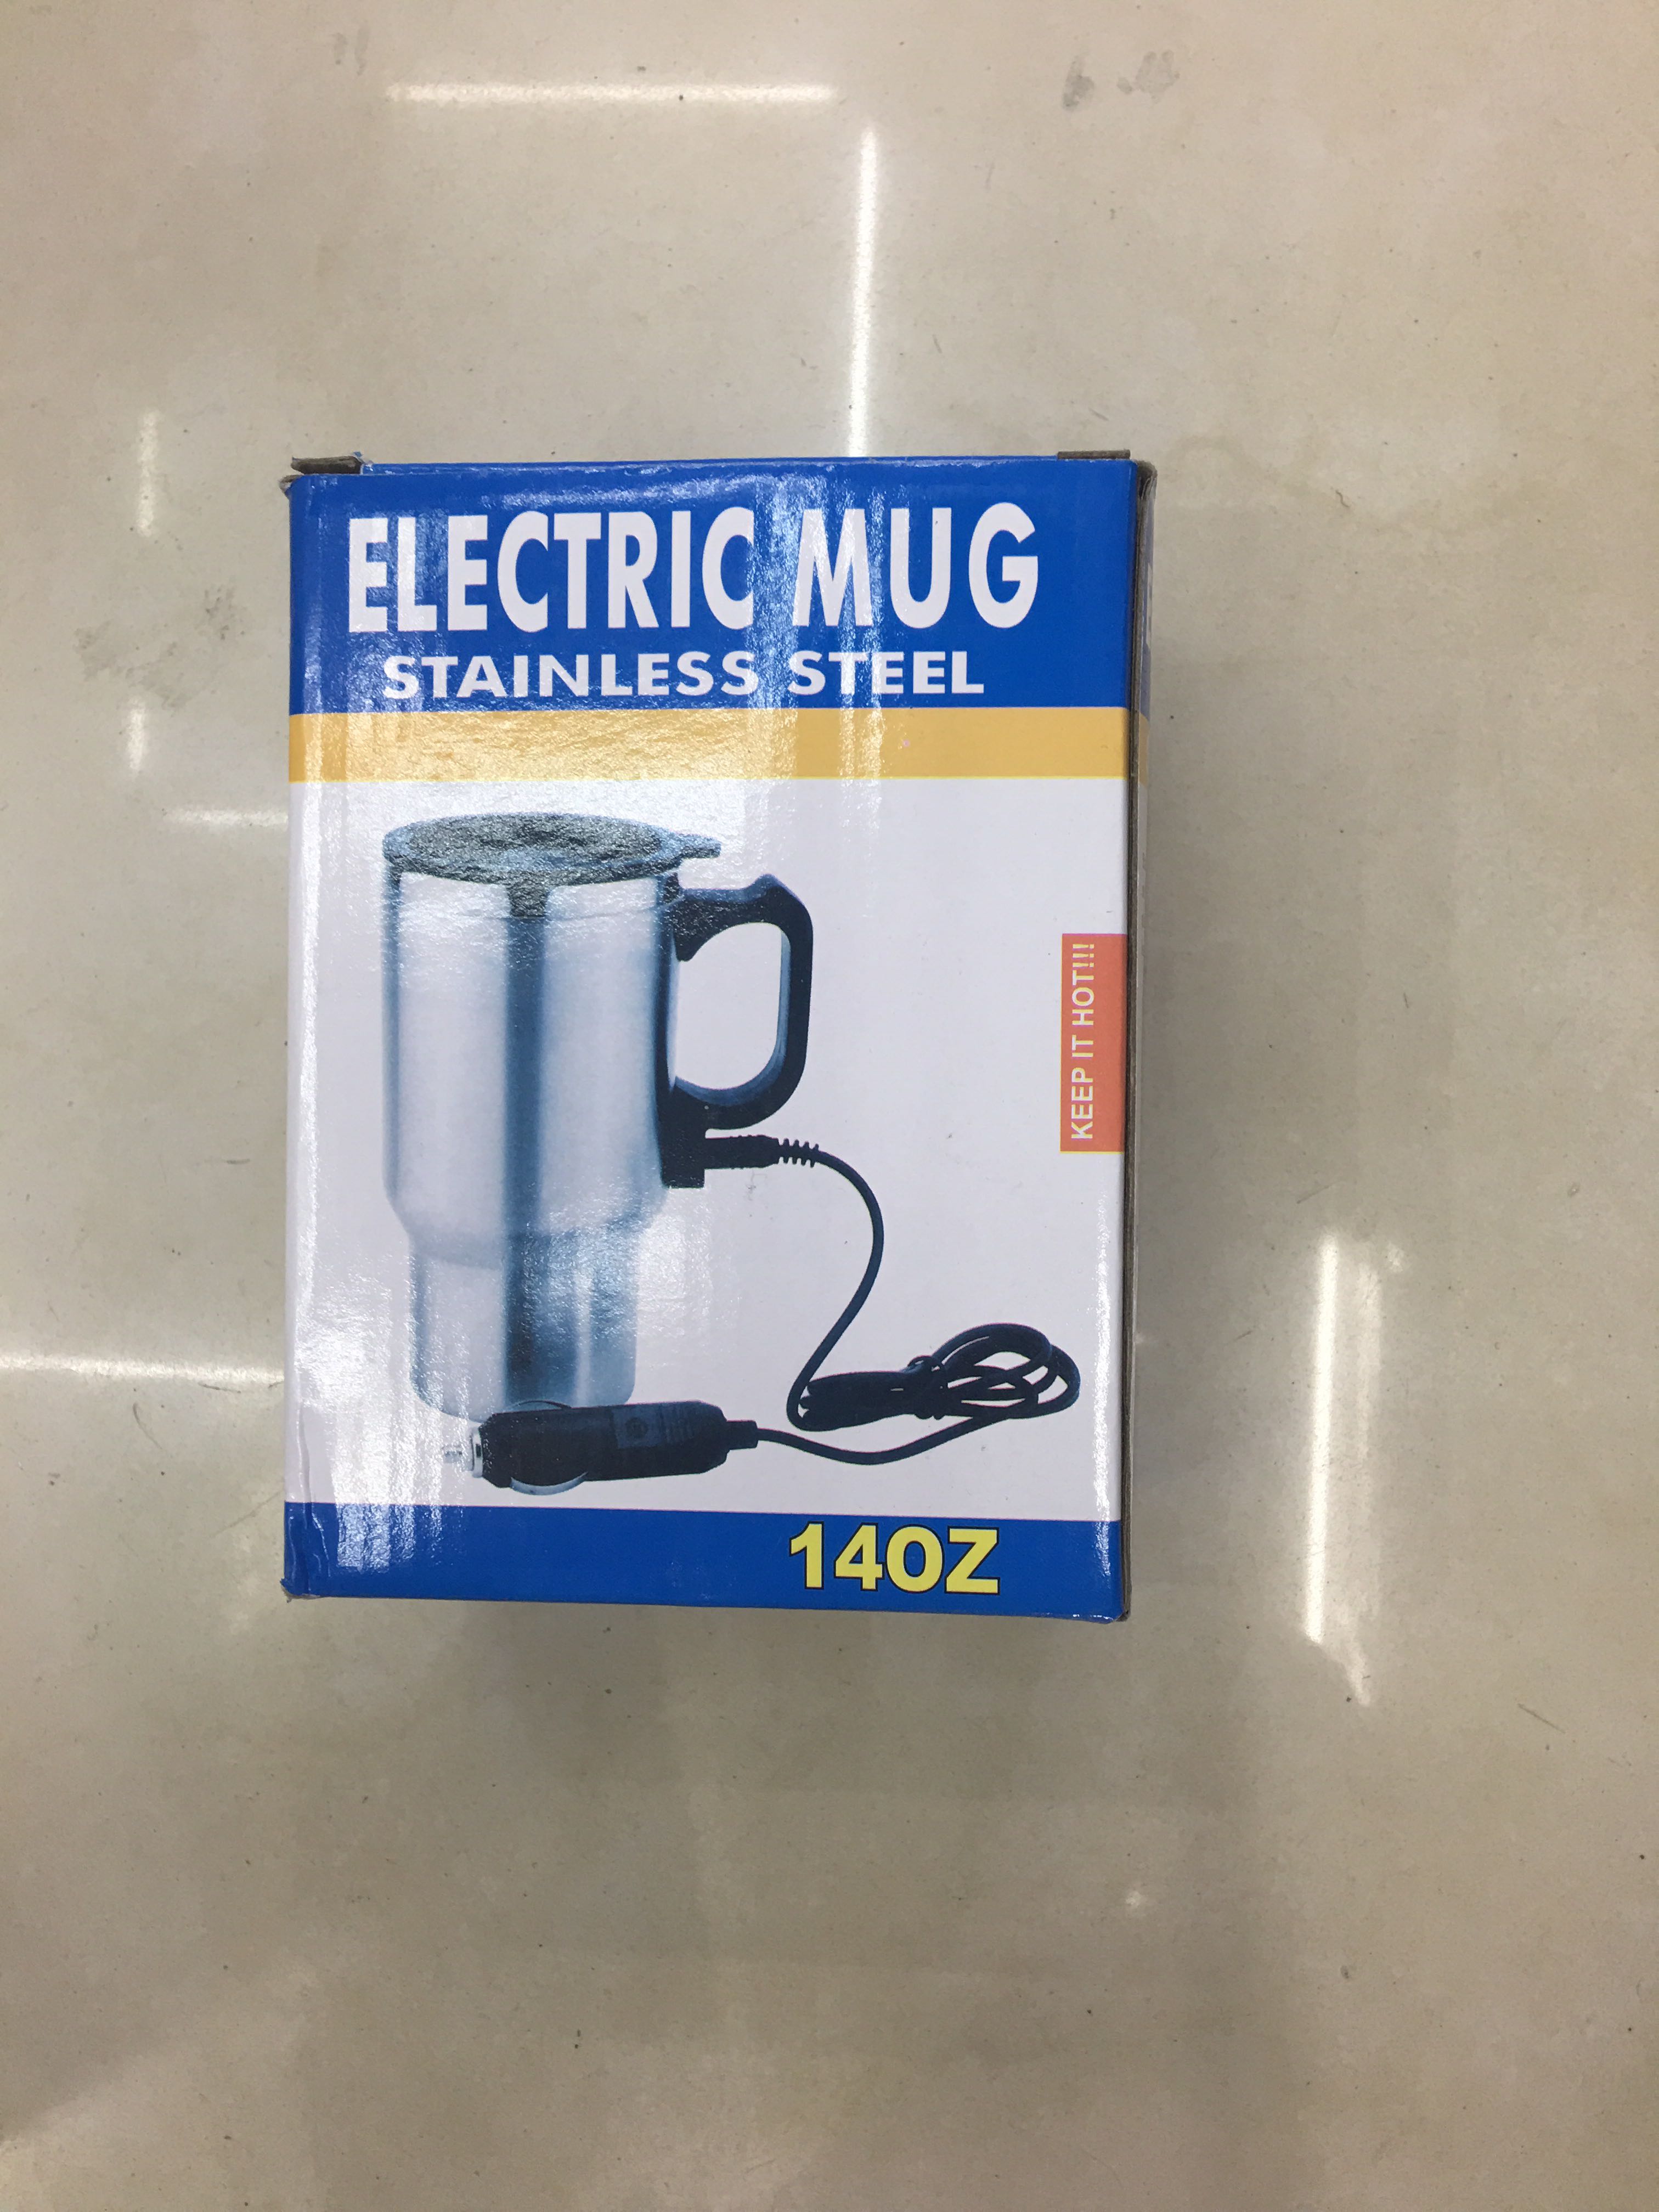 ELECTRIC MUG
STAINLESS STEEL
KEEP IT HOT!!!
14OZ